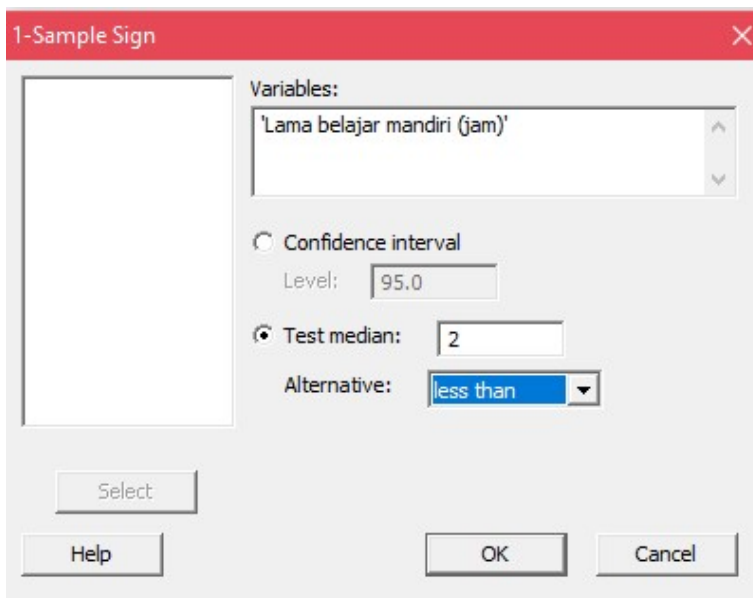 1-Sample Sign
Variables:
'Lama belajar mandiri (jam)'
Confidence interval
Level: 95.0
Test median: 2
Alternative: less than
Select
Help OK Cancel